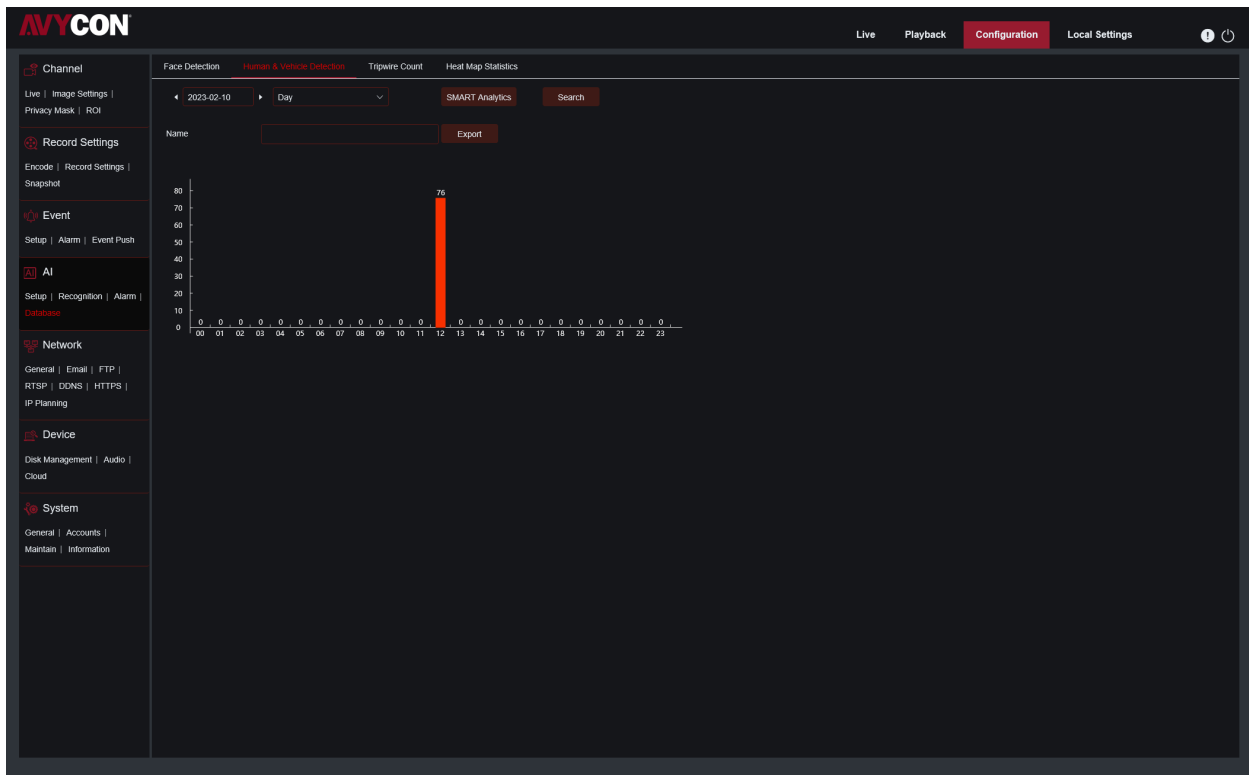 AVYCON
Live Playback Configuration Local Settings
Channel
Live | Image Settings |
Privacy Mask | ROI
Record Settings
Encode | Record Settings |
Snapshot
Event
Setup | Alarm | Event Push
AI AI
Setup | Recognition | Alarm |
Database
Network
General | Email | FTP |
RTSP | DDNS | HTTPS |
IP Planning
Device
Disk Management | Audio |
Cloud
System
General | Accounts |
Maintain | Information
Face Detection Human & Vehicle Detection Tripwire Count Heat Map Statistics
2023-02-10 Day SMART Analytics Search
Name Export
80
70
60
50
40
30
20
10
0
76
0 0 0 0 0 0 0 0 0 0 0 0 0 0 0 0 0 0 0 0 0 0 0
00 01 02 03 04 05 06 07 08 09 10 11 12 13 14 15 16 17 18 19 20 21 22 23